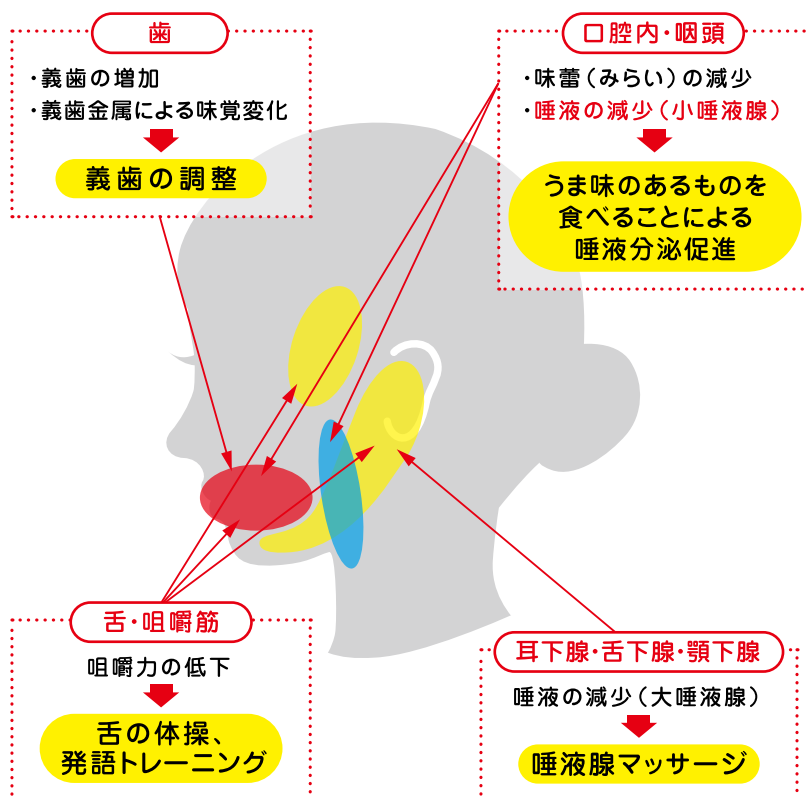 歯
・義歯の増加
・義歯金属による味覚変化
義歯の調整
口腔内・咽頭
・味蕾（みらい）の減少
・唾液の減少（小唾液腺）
うま味のあるものを
食べることによる
唾液分泌促進
舌・咀嚼筋
咀嚼力の低下
舌の体操、
発語トレーニング
耳下腺・舌下腺・顎下腺
唾液の減少（大唾液腺）
唾液腺マッサージ